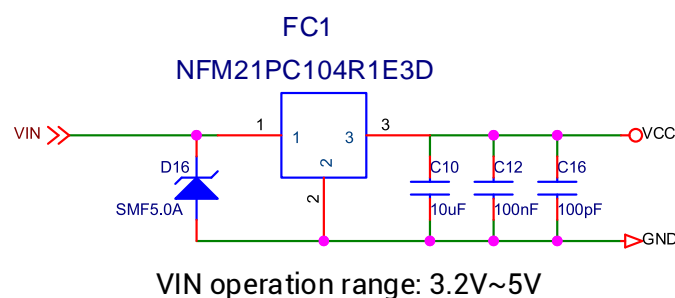 FC1
NFM21PC104R1E3D
VIN
1
1
3
3
VCC
2
2
D16
SMF5.0A
C10
10uF
C12
100nF
C16
100pF
GND
VIN operation range: 3.2V~5V